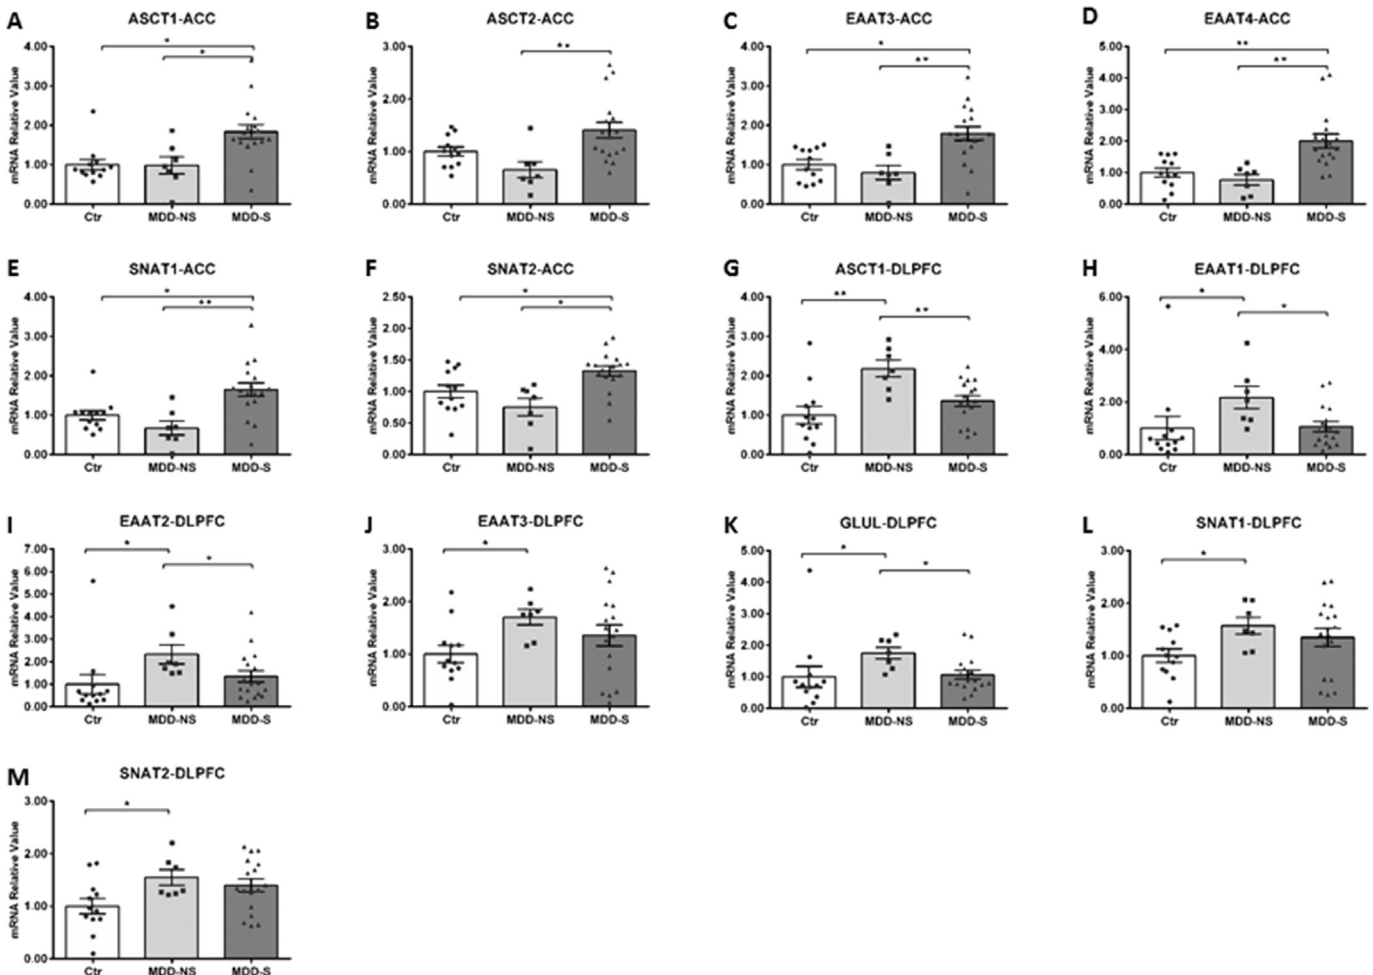 A ASCT1-ACC
mRNA Relative Value
4.00
3.00
2.00
1.00
0.00
* *
Ctr MDD-NS MDD-S
B ASCT2-ACC
mRNA Relative Value
3.00
2.00
1.00
0.00
**
Ctr MDD-NS MDD-S
C EAAT3-ACC
mRNA Relative Value
4.00
3.00
2.00
1.00
0.00
* **
Ctr MDD-NS MDD-S
D EAAT4-ACC
mRNA Relative Value
5.00
4.00
3.00
2.00
1.00
0.00
** **
Ctr MDD-NS MDD-S
E SNAT1-ACC
mRNA Relative Value
4.00
3.00
2.00
1.00
0.00
* **
Ctr MDD-NS MDD-S
F SNAT2-ACC
mRNA Relative Value
2.50
2.00
1.50
1.00
0.50
0.00
* *
Ctr MDD-NS MDD-S
G ASCT1-DLPFC
mRNA Relative Value
4.00
3.00
2.00
1.00
0.00
** **
Ctr MDD-NS MDD-S
H EAAT1-DLPFC
mRNA Relative Value
6.00
4.00
2.00
0.00
* *
Ctr MDD-NS MDD-S
I EAAT2-DLPFC
mRNA Relative Value
7.00
6.00
5.00
4.00
3.00
2.00
1.00
0.00
* *
Ctr MDD-NS MDD-S
J EAAT3-DLPFC
mRNA Relative Value
3.00
2.00
1.00
0.00
*
Ctr MDD-NS MDD-S
K GLUL-DLPFC
mRNA Relative Value
5.00
4.00
3.00
2.00
1.00
0.00
* *
Ctr MDD-NS MDD-S
L SNAT1-DLPFC
mRNA Relative Value
3.00
2.00
1.00
0.00
*
Ctr MDD-NS MDD-S
M SNAT2-DLPFC
mRNA Relative Value
3.00
2.00
1.00
0.00
*
Ctr MDD-NS MDD-S